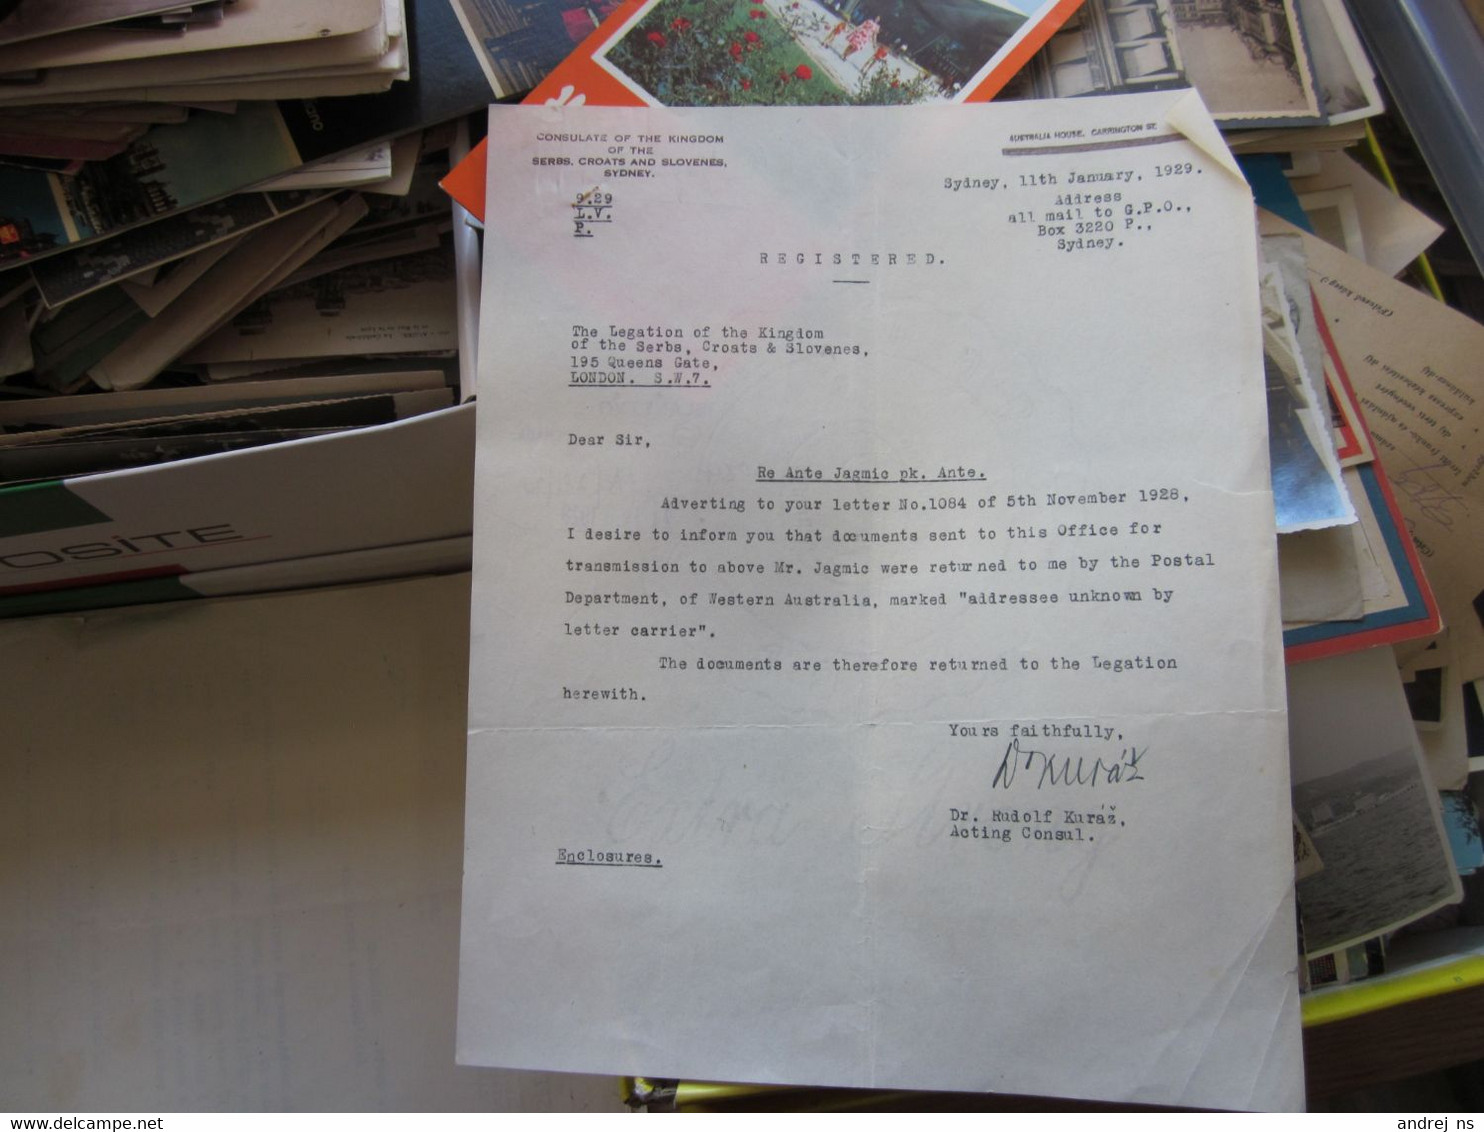 CONSULATE OF THE KINGDOM
OF THE
SERBS, CROATS AND SLOVENES,
SYDNEY.
AUSTRALIA HOUSE, CARRINGTON ST.
9.29
L.V.
P.
Sydney, 11th January, 1929.
Address
all mail to G.P.O.,
Box 3220 P.,
Sydney.
REGISTERED.
The Legation of the Kingdom
of the Serbs, Croats & Slovenes,
195 Queens Gate,
LONDON. S.W.7.
Dear Sir,
Re Ante Jagmic pk. Ante.
Adverting to your letter No.1084 of 5th November 1928,
I desire to inform you that documents sent to this Office for
transmission to above Mr. Jagmic were returned to me by the Postal
Department, of Western Australia, marked "addressee unknown by
letter carrier".
The documents are therefore returned to the Legation
herewith.
Yours faithfully,
Dr Kuráž
Dr. Rudolf Kuráž,
Acting Consul.
Enclosures.
OSITE
andrej ns